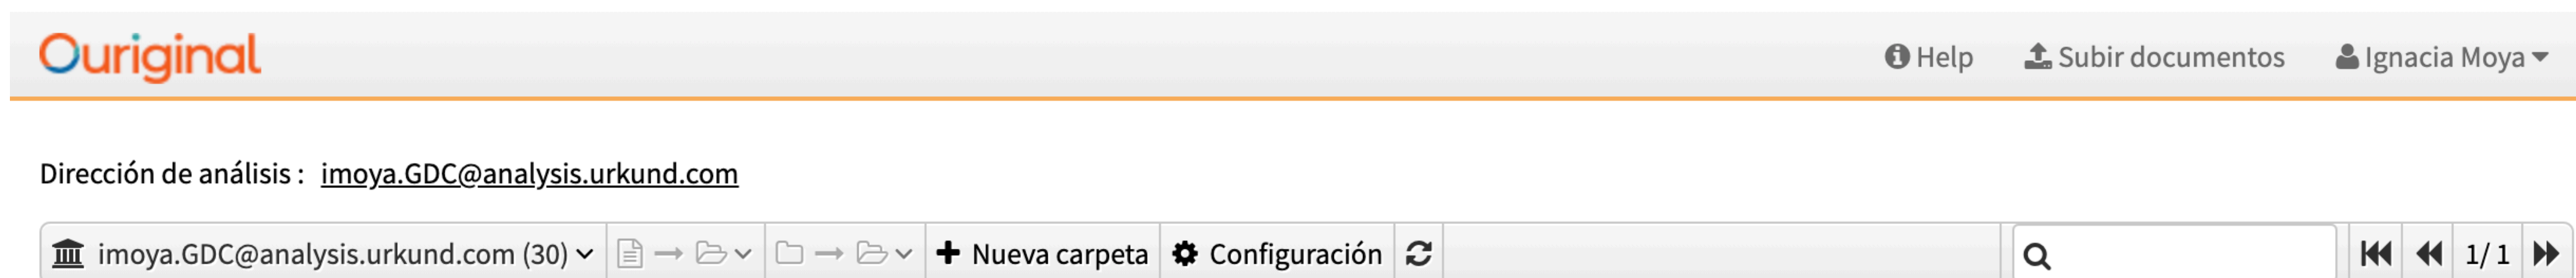 Ouriginal
Help Subir documentos Ignacia Moya
Dirección de análisis : imoya.GDC@analysis.urkund.com
imoya.GDC@analysis.urkund.com (30) Nueva carpeta Configuración 1/ 1